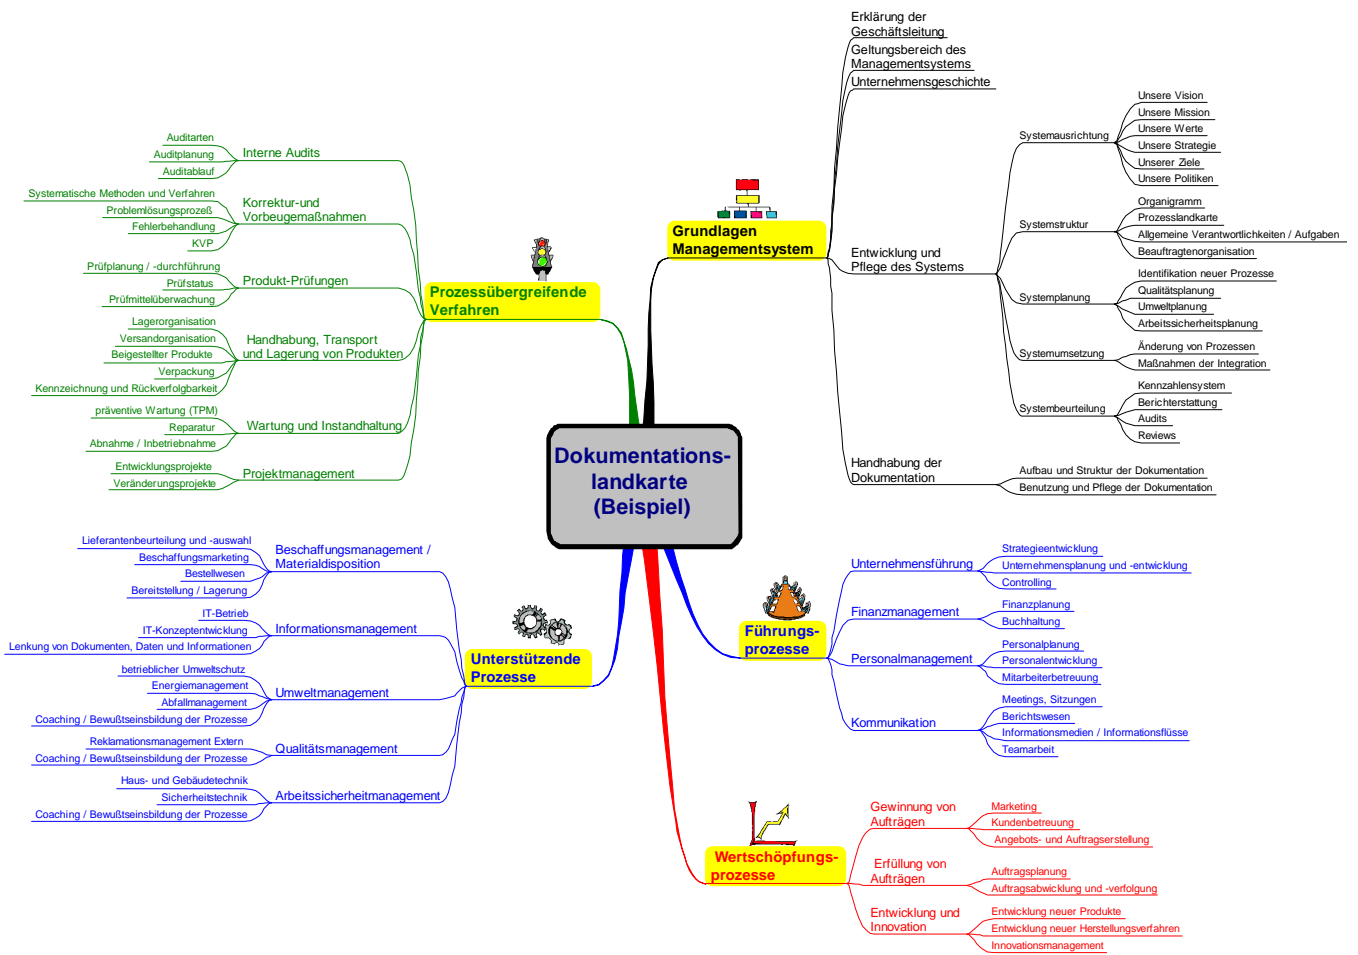 Dokumentations-
landkarte
(Beispiel)
Grundlagen
Managementsystem
Erklärung der
Geschäftsleitung
Geltungsbereich des
Managementsystems
Unternehmensgeschichte
Entwicklung und
Pflege des Systems
Systemausrichtung
Unsere Vision
Unsere Mission
Unsere Werte
Unsere Strategie
Unserer Ziele
Unsere Politiken
Systemstruktur
Organigramm
Prozesslandkarte
Allgemeine Verantwortlichkeiten / Aufgaben
Beauftragtenorganisation
Systemplanung
Identifikation neuer Prozesse
Qualitätsplanung
Umweltplanung
Arbeitssicherheitsplanung
Systemumsetzung
Änderung von Prozessen
Maßnahmen der Integration
Systembeurteilung
Kennzahlensystem
Berichterstattung
Audits
Reviews
Handhabung der
Dokumentation
Aufbau und Struktur der Dokumentation
Benutzung und Pflege der Dokumentation
Führungs-
prozesse
Unternehmensführung
Strategieentwicklung
Unternehmensplanung und -entwicklung
Controlling
Finanzmanagement
Finanzplanung
Buchhaltung
Personalmanagement
Personalplanung
Personalentwicklung
Mitarbeiterbetreuung
Kommunikation
Meetings, Sitzungen
Berichtswesen
Informationsmedien / Informationsflüsse
Teamarbeit
Wertschöpfungs-
prozesse
Gewinnung von
Aufträgen
Marketing
Kundenbetreuung
Angebots- und Auftragserstellung
Erfüllung von
Aufträgen
Auftragsplanung
Auftragsabwicklung und -verfolgung
Entwicklung und
Innovation
Entwicklung neuer Produkte
Entwicklung neuer Herstellungsverfahren
Innovationsmanagement
Prozessübergreifende
Verfahren
Interne Audits
Auditarten
Auditplanung
Auditablauf
Korrektur-und
Vorbeugemaßnahmen
Systematische Methoden und Verfahren
Problemlösungsprozeß
Fehlerbehandlung
KVP
Produkt-Prüfungen
Prüfplanung / -durchführung
Prüfstatus
Prüfmittelüberwachung
Handhabung, Transport
und Lagerung von Produkten
Lagerorganisation
Versandorganisation
Beigestellter Produkte
Verpackung
Kennzeichnung und Rückverfolgbarkeit
Wartung und Instandhaltung
präventive Wartung (TPM)
Reparatur
Abnahme / Inbetriebnahme
Projektmanagement
Entwicklungsprojekte
Veränderungsprojekte
Unterstützende
Prozesse
Beschaffungsmanagement /
Materialdisposition
Lieferantenbeurteilung und -auswahl
Beschaffungsmarketing
Bestellwesen
Bereitstellung / Lagerung
Informationsmanagement
IT-Betrieb
IT-Konzeptentwicklung
Lenkung von Dokumenten, Daten und Informationen
Umweltmanagement
betrieblicher Umweltschutz
Energiemanagement
Abfallmanagement
Coaching / Bewußtseinsbildung der Prozesse
Qualitätsmanagement
Reklamationsmanagement Extern
Coaching / Bewußtseinsbildung der Prozesse
Arbeitssicherheitmanagement
Haus- und Gebäudetechnik
Sicherheitstechnik
Coaching / Bewußtseinsbildung der Prozesse